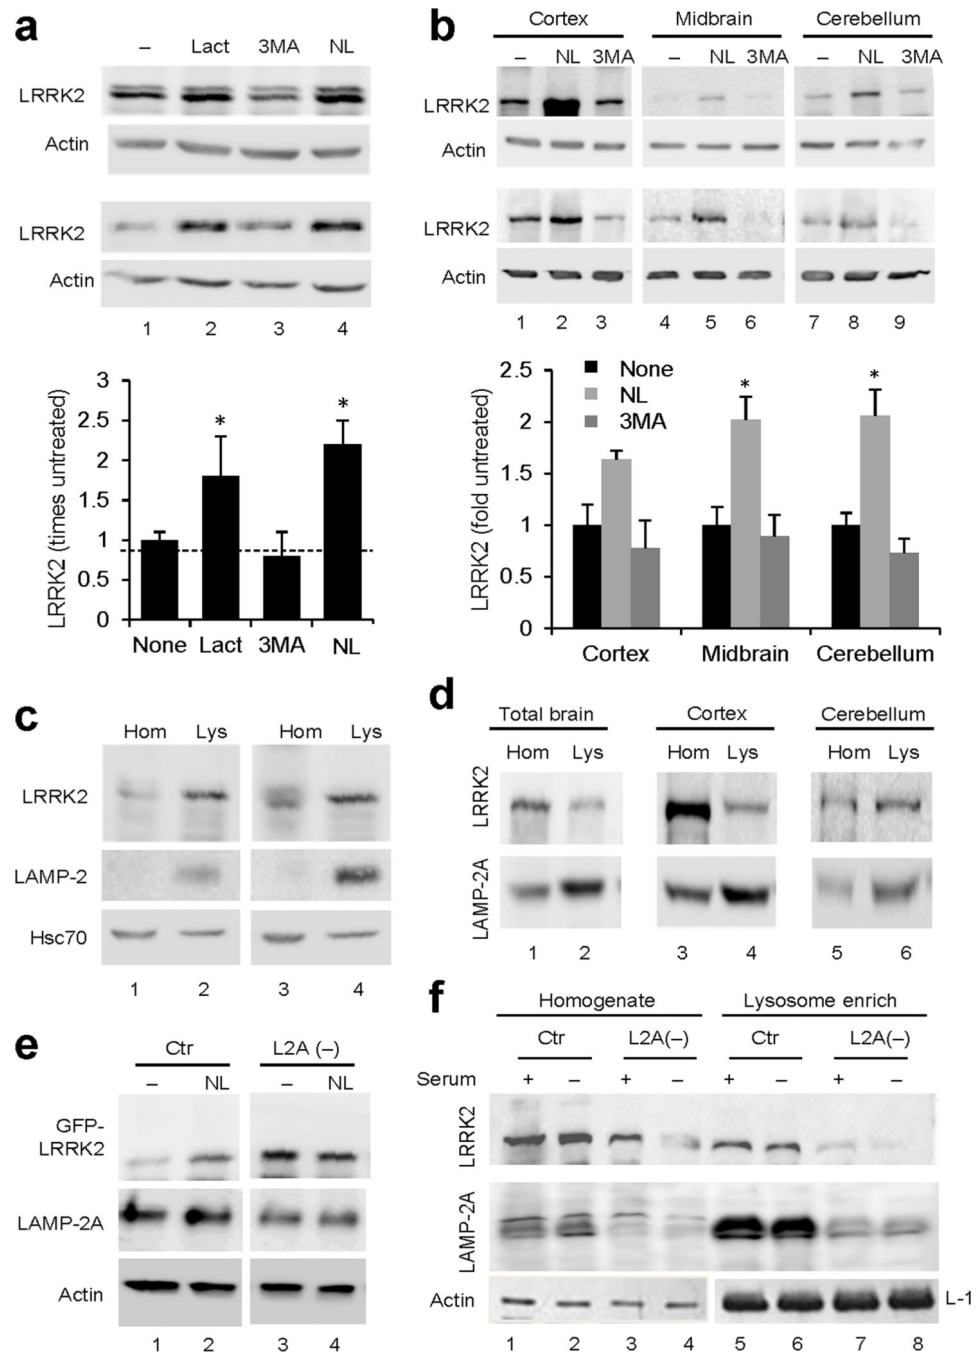 a
– Lact 3MA NL
LRRK2
Actin
LRRK2
Actin
1 2 3 4
LRRK2 (times untreated)
3
2.5
2
1.5
1
0.5
0
* *
None Lact 3MA NL
b
Cortex Midbrain Cerebellum
– NL 3MA – NL 3MA – NL 3MA
LRRK2
Actin
LRRK2
Actin
1 2 3 4 5 6 7 8 9
LRRK2 (fold untreated)
2.5
2
1.5
1
0.5
0
None
NL
3MA
* *
Cortex Midbrain Cerebellum
c
Hom Lys Hom Lys
LRRK2
LAMP-2
Hsc70
1 2 3 4
d
Total brain Cortex Cerebellum
Hom Lys Hom Lys Hom Lys
LRRK2
LAMP-2A
1 2 3 4 5 6
e
Ctr L2A (–)
– NL – NL
GFP-
LRRK2
LAMP-2A
Actin
1 2 3 4
f
Homogenate Lysosome enrich
Ctr L2A(–) Ctr L2A(–)
Serum + – + – + – + –
LRRK2
LAMP-2A
Actin L-1
1 2 3 4 5 6 7 8